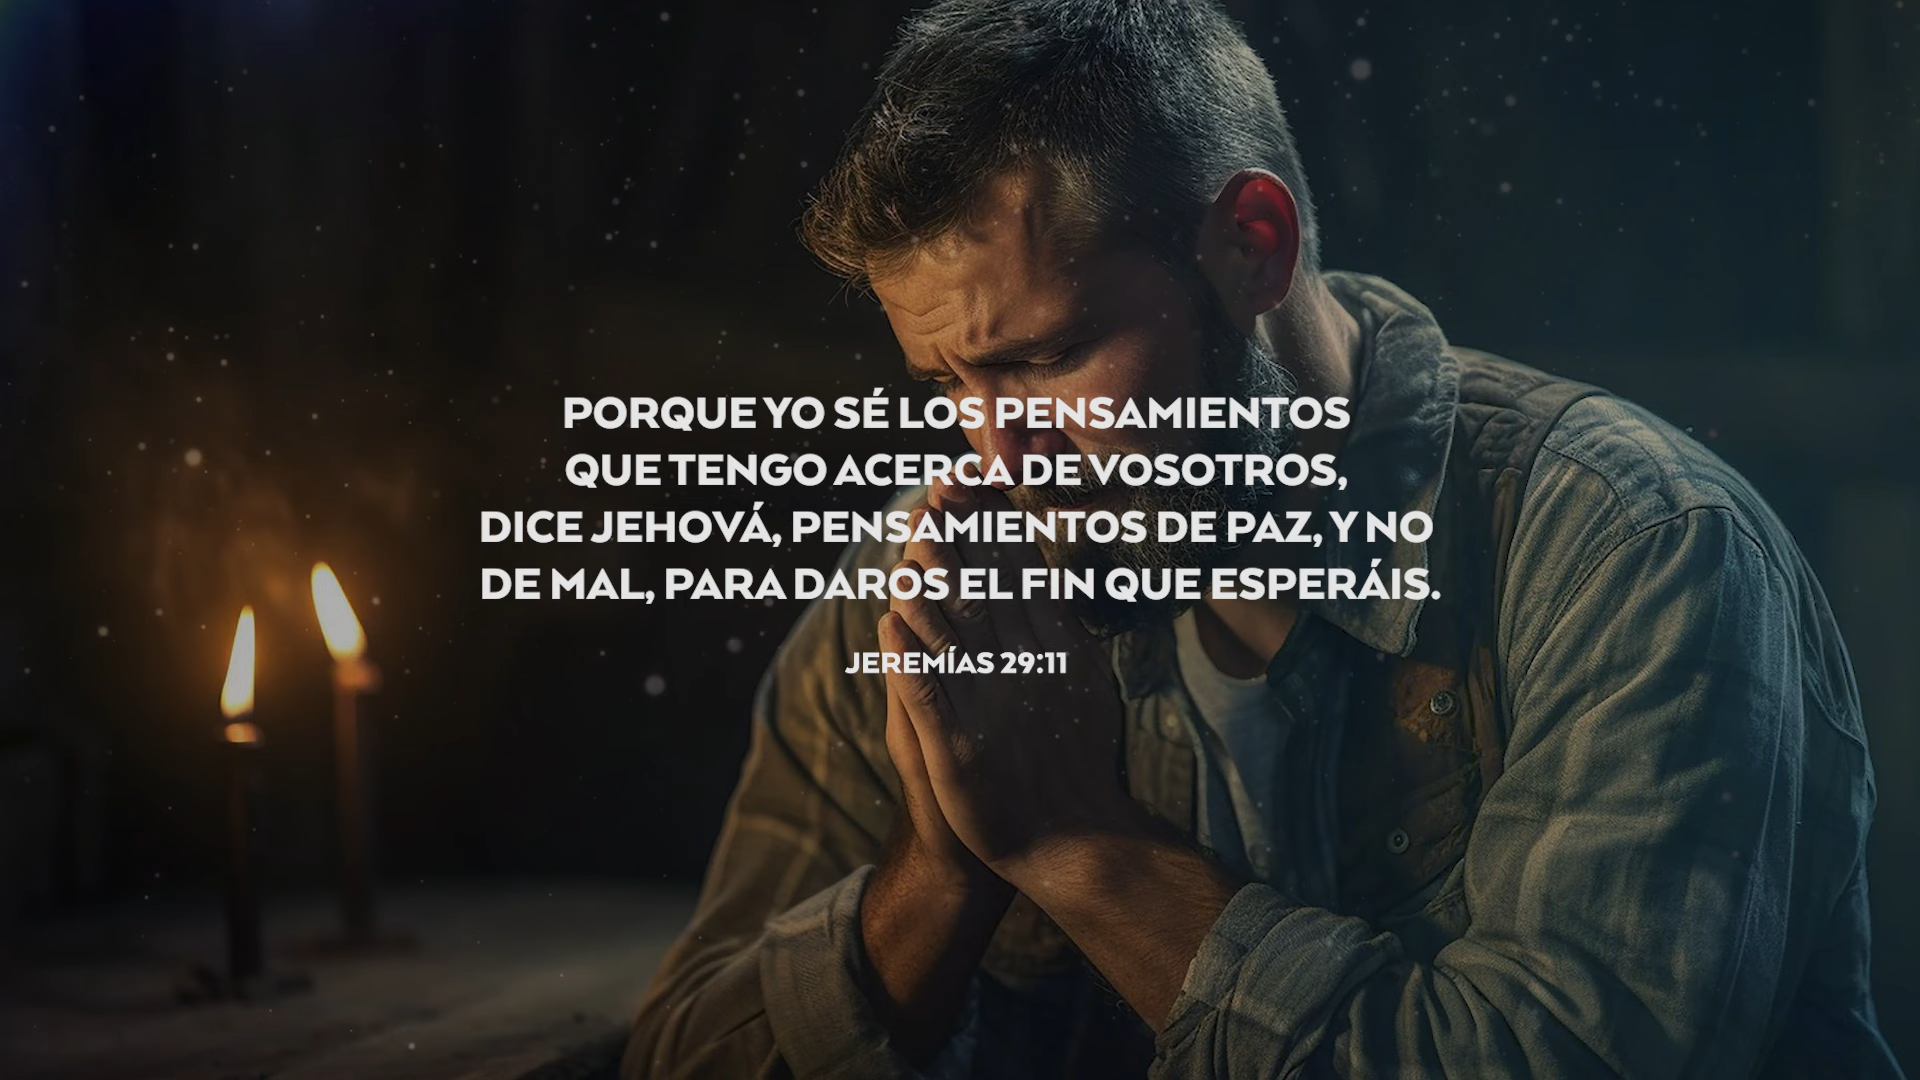 PORQUE YO SÉ LOS PENSAMIENTOS
QUE TENGO ACERCA DE VOSOTROS,
DICE JEHOVÁ, PENSAMIENTOS DE PAZ, Y NO
DE MAL, PARA DAROS EL FIN QUE ESPERÁIS.
JEREMÍAS 29:11